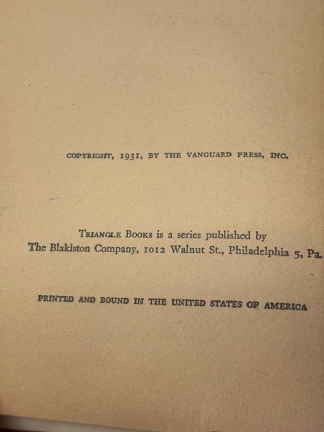 COPYRIGHT, 1931, BY THE VANGUARD PRESS, INC.
TRIANGLE BOOKS is a series published by
The Blakiston Company, 1012 Walnut St., Philadelphia 5, Pa.
PRINTED AND BOUND IN THE UNITED STATES OF AMERICA